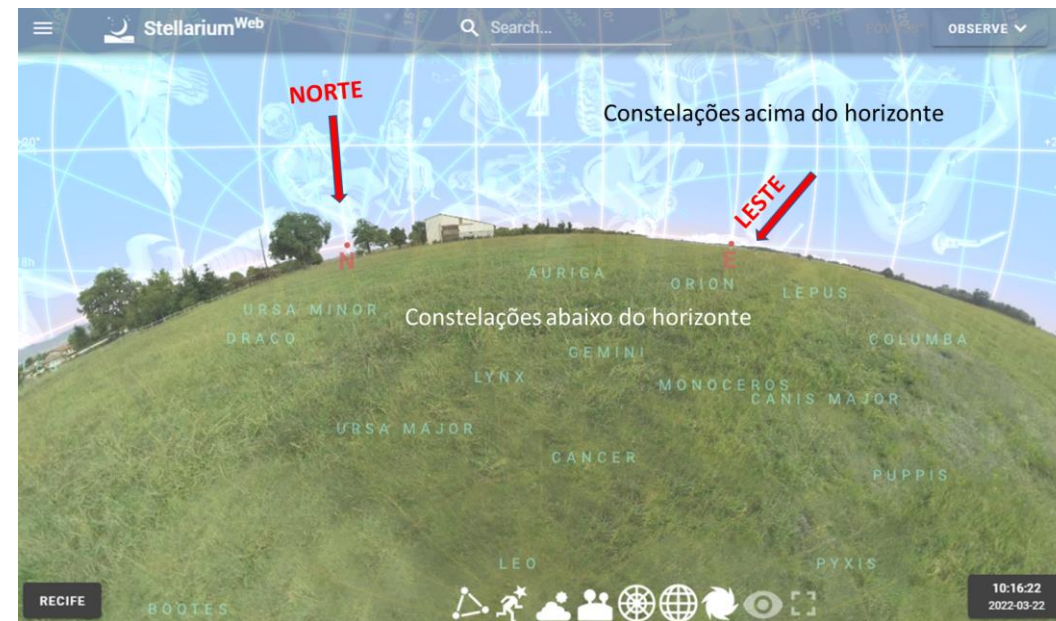 StellariumWeb
Search...
OBSERVE
NORTE
Constelações acima do horizonte
LESTE
N
E
AURIGA
ORION
LEPUS
URSA MINOR
Constelações abaixo do horizonte
DRACO
COLUMBA
GEMINI
LYNX
MONOCEROS
CANIS MAJOR
URSA MAJOR
CANCER
PUPPIS
LEO
PYXIS
RECIFE
BOOTES
10:16:22
2022-03-22